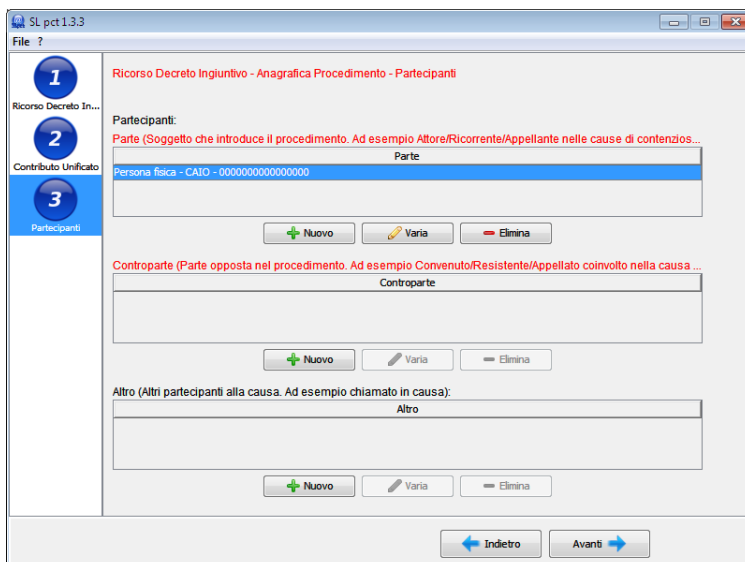 SL pct 1.3.3
File ?
1
Ricorso Decreto In...
2
Contributo Unificato
3
Partecipanti
Ricorso Decreto Ingiuntivo - Anagrafica Procedimento - Partecipanti
Partecipanti:
Parte (Soggetto che introduce il procedimento. Ad esempio Attore/Ricorrente/Appellante nelle cause di contenzios...
Parte
Persona fisica - CAIO - 0000000000000000
Nuovo Varia Elimina
Controparte (Parte opposta nel procedimento. Ad esempio Convenuto/Resistente/Appellato coinvolto nella causa ...
Controparte
Nuovo Varia Elimina
Altro (Altri partecipanti alla causa. Ad esempio chiamato in causa):
Altro
Nuovo Varia Elimina
Indietro Avanti